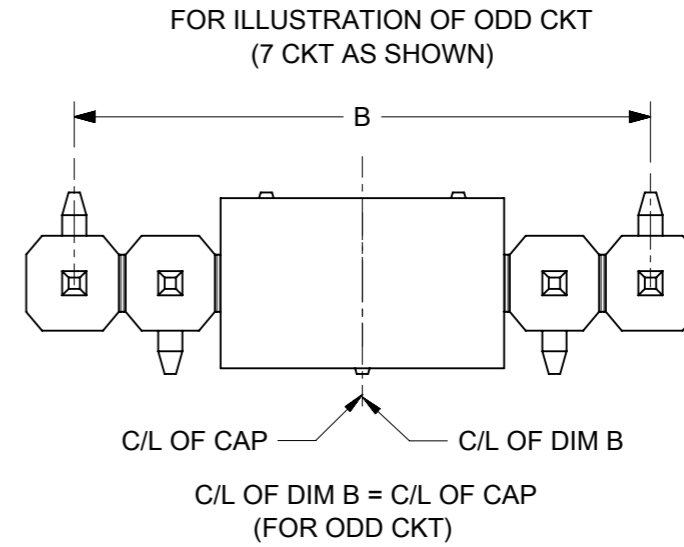 FOR ILLUSTRATION OF ODD CKT
(7 CKT AS SHOWN)
B
C/L OF CAP
C/L OF DIM B
C/L OF DIM B = C/L OF CAP
(FOR ODD CKT)